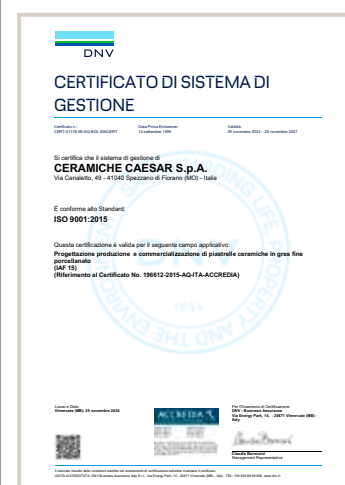 DNV
CERTIFICATO DI SISTEMA DI
GESTIONE
Certificato n.:
CERT-01176-96-AQ-BOL-SINCERT
Data Prima Emissione:
14 settembre 1996
Validità:
29 novembre 2024 – 28 novembre 2027
Si certifica che il sistema di gestione di
CERAMICHE CAESAR S.p.A.
Via Canaletto, 49 - 41040 Spezzano di Fiorano (MO) - Italia
È conforme allo Standard:
ISO 9001:2015
Questa certificazione è valida per il seguente campo applicativo:
Progettazione produzione e commercializzazione di piastrelle ceramiche in gres fine
porcellanato
(IAF 15)
(Riferimento al Certificato No. 196612-2015-AQ-ITA-ACCREDIA)
1864
Luogo e Data:
Vimercate (MB), 25 novembre 2024
ACCREDIA
Per l'Organismo di Certificazione
DNV - Business Assurance
Via Energy Park, 14, - 20871 Vimercate (MB) -
Italy
Claudia Baroncini
Management Representative